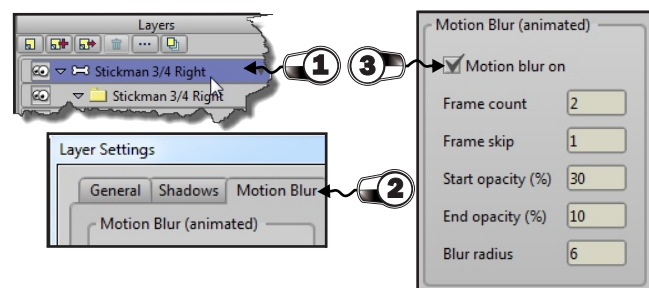 Layers
Stickman 3/4 Right
Stickman 3/4 Right
1
Layer Settings
General Shadows Motion Blur
Motion Blur (animated)
2
3
Motion Blur (animated)
Motion blur on
Frame count 2
Frame skip 1
Start opacity (%) 30
End opacity (%) 10
Blur radius 6